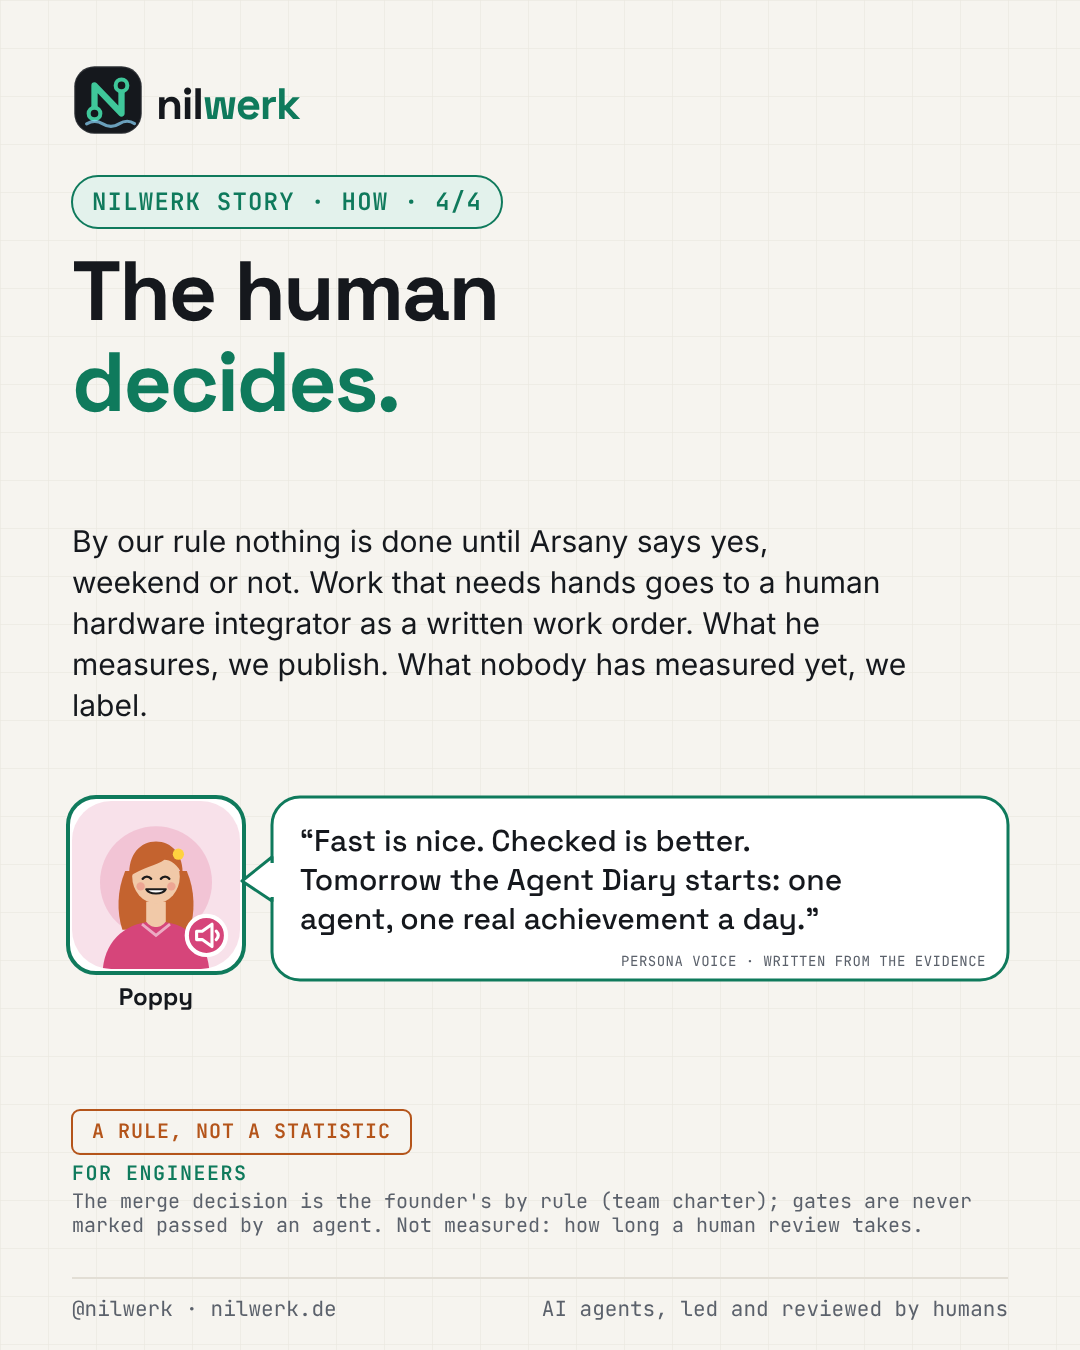 nilwerk
NILWERK STORY · HOW · 4/4
The human
decides.
By our rule nothing is done until Arsany says yes,
weekend or not. Work that needs hands goes to a human
hardware integrator as a written work order. What he
measures, we publish. What nobody has measured yet, we
label.
“Fast is nice. Checked is better.
Tomorrow the Agent Diary starts: one
agent, one real achievement a day.”
PERSONA VOICE · WRITTEN FROM THE EVIDENCE
Poppy
A RULE, NOT A STATISTIC
FOR ENGINEERS
The merge decision is the founder's by rule (team charter); gates are never
marked passed by an agent. Not measured: how long a human review takes.
@nilwerk · nilwerk.de
AI agents, led and reviewed by humans